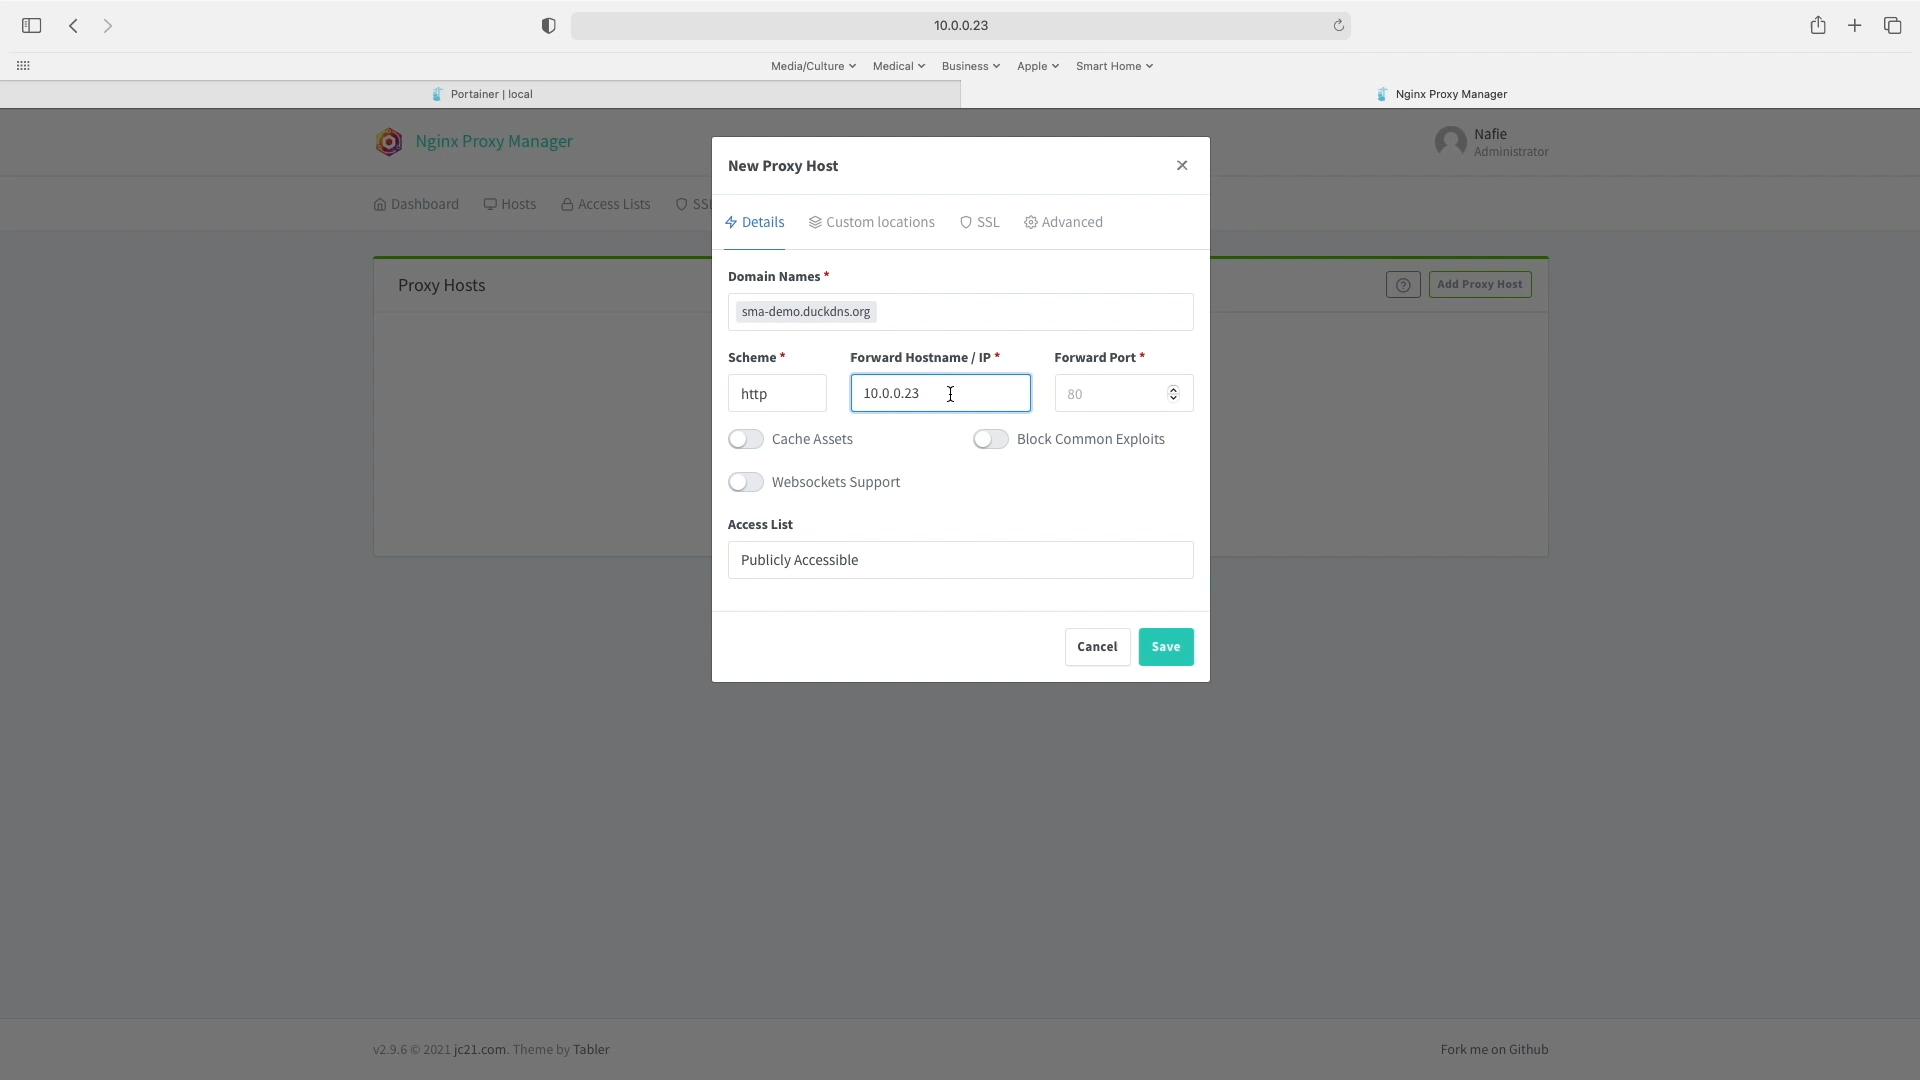 10.0.0.23
Media/Culture Medical Business Apple Smart Home
Portainer | local
Nginx Proxy Manager
Nginx Proxy Manager
Nafie
Administrator
Dashboard Hosts Access Lists SSL
Proxy Hosts
Add Proxy Host
New Proxy Host
Details Custom locations SSL Advanced
Domain Names *
sma-demo.duckdns.org
Scheme * Forward Hostname / IP * Forward Port *
http 10.0.0.23 80
Cache Assets Block Common Exploits
Websockets Support
Access List
Publicly Accessible
Cancel Save
v2.9.6 © 2021 jc21.com. Theme by Tabler
Fork me on Github